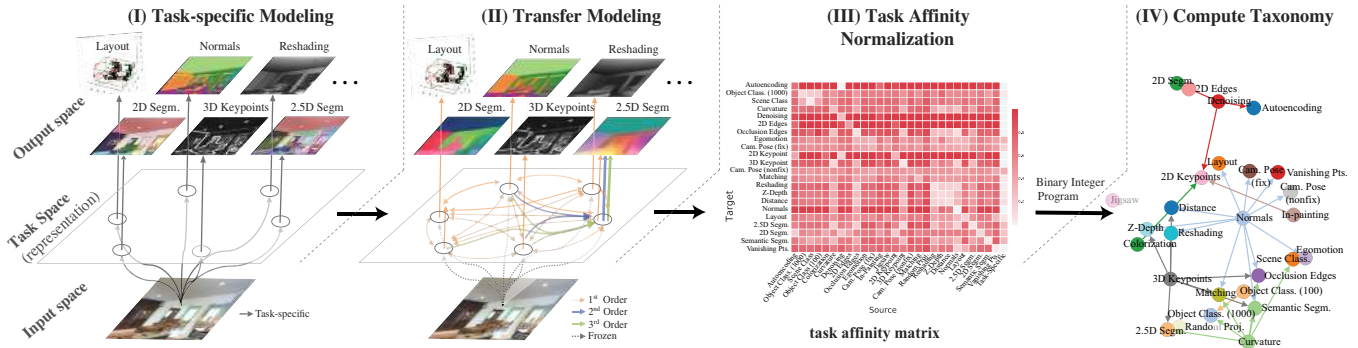 (I) Task-specific Modeling
(II) Transfer Modeling
(III) Task Affinity
Normalization
(IV) Compute Taxonomy
Output space
Task Space
(representation)
Input space
Layout
Normals
Reshading
...
2D Segm.
3D Keypoints
2.5D Segm
Task-specific
Layout
Normals
Reshading
...
2D Segm.
3D Keypoints
2.5D Segm
1st Order
2nd Order
3rd Order
Frozen
Target
Autoencoding
Object Class. (1000)
Scene Class
Curvature
Denoising
2D Edges
Occlusion Edges
Egomotion
Cam. Pose (fix)
2D Keypoint
3D Keypoint
Cam. Pose (nonfix)
Matching
Reshading
Z-Depth
Distance
Normals
Layout
2.5D Segm.
2D Segm.
Semantic Segm.
Vanishing Pts.
Source
task affinity matrix
Binary Integer
Program
2D Segm.
2D Edges
Denoising
Autoencoding
Layout
2D Keypoints
Cam. Pose
(fix)
Vanishing Pts.
Cam. Pose
(nonfix)
Jigsaw
Distance
Normals
In-painting
Z-Depth
Reshading
Colorization
Egomotion
Scene Class.
3D Keypoints
Occlusion Edges
Matching
Object Class. (100)
Object Class. (1000)
Semantic Segm.
2.5D Segm.
Random Proj.
Curvature